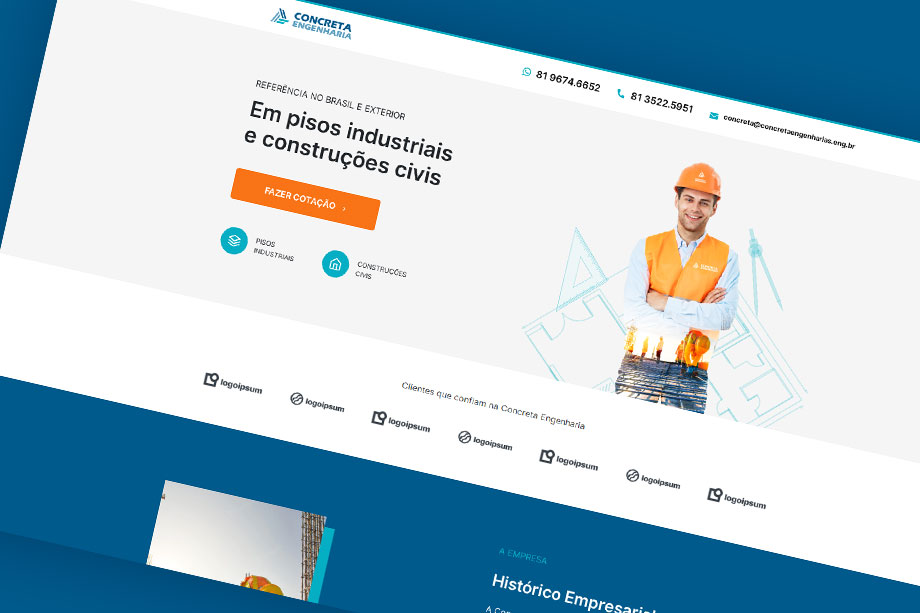 CONCRETA
ENGENHARIA
81 9674.6652
81 3522.5951
concreta@concretaengenharias.eng.br
REFERÊNCIA NO BRASIL E EXTERIOR
Em pisos industriais
e construções civis
FAZER COTAÇÃO ›
PISOS
INDUSTRIAIS
CONSTRUÇÕES
CIVIS
Clientes que confiam na Concreta Engenharia
logoipsum
logoipsum
logoipsum
logoipsum
logoipsum
logoipsum
logoipsum
A EMPRESA
Histórico Empresarial